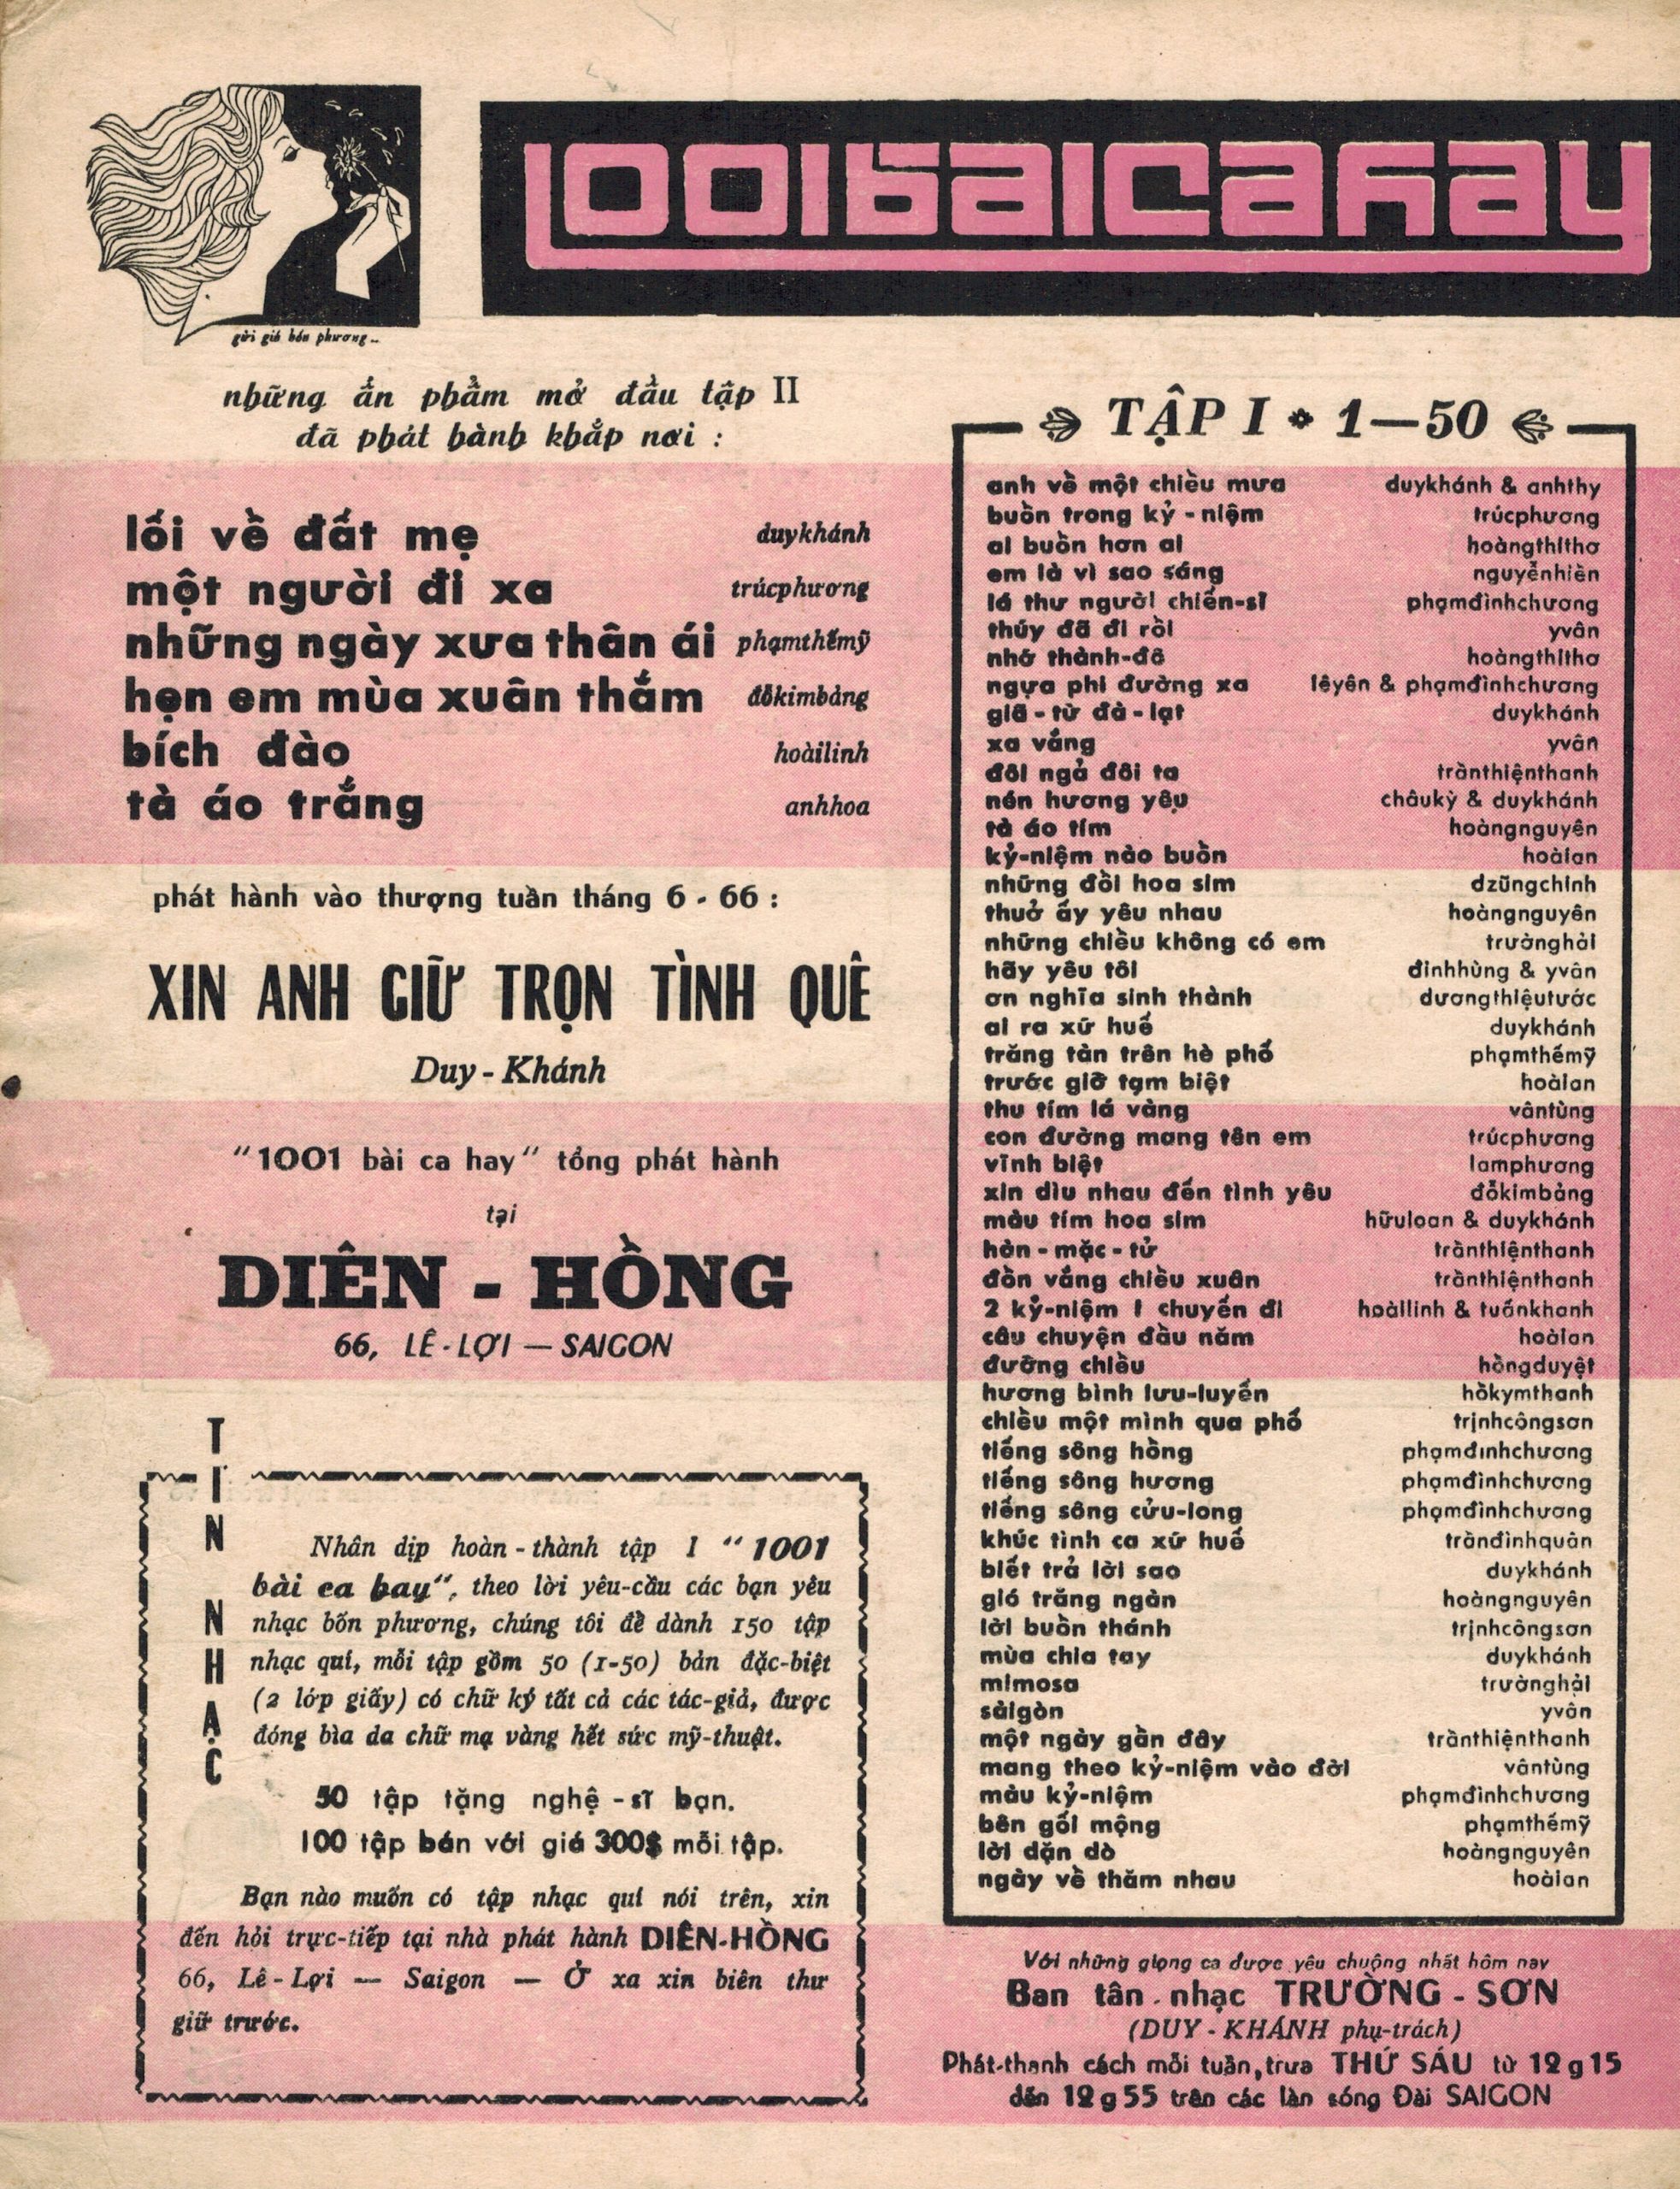 1001 bai ca hay
gửi gió bốn phương..
những ấn phẩm mở đầu tập II
đã phát hành khắp nơi :
lối về đất mẹ duykhánh
một người đi xa trúcphương
những ngày xưa thân ái phạmthếmỹ
hẹn em mùa xuân thắm đỗkimbảng
bích đào hoàilinh
tà áo trắng anhhoa
phát hành vào thượng tuần tháng 6 - 66 :
XIN ANH GIỮ TRỌN TÌNH QUÊ
Duy - Khánh
"1001 bài ca hay" tổng phát hành
tại
DIÊN - HỒNG
66, LÊ - LỢI — SAIGON
TIN NHẠC
Nhân dịp hoàn - thành tập I "1001
bài ca hay", theo lời yêu-cầu các bạn yêu
nhạc bốn phương, chúng tôi để dành 150 tập
nhạc quí, mỗi tập gồm 50 (1-50) bản đặc-biệt
(2 lớp giấy) có chữ ký tất cả các tác-giả, được
đóng bìa da chữ mạ vàng hết sức mỹ-thuật.
50 tập tặng nghệ - sĩ bạn.
100 tập bán với giá 300$ mỗi tập.
Bạn nào muốn có tập nhạc quí nói trên, xin
đến hỏi trực-tiếp tại nhà phát hành DIÊN-HỒNG
66, Lê - Lợi — Saigon — Ở xa xin biên thư
giữ trước.
TẬP I 1—50
anh về một chiều mưa duykhánh & anhthy
buồn trong kỷ - niệm trúcphương
ai buồn hơn ai hoàngthithơ
em là vì sao sáng nguyễnhiền
lá thư người chiến-sĩ phạmđìnhchương
thúy đã đi rồi yvân
nhớ thành-đô hoàngthithơ
ngựa phi đường xa lêyên & phạmđìnhchương
giã - từ đà - lạt duykhánh
xa vắng yvân
đôi ngả đôi ta trầnthiệnthanh
nén hương yêu châukỳ & duykhánh
tà áo tím hoàngnguyên
kỷ-niệm nào buồn hoàian
những đồi hoa sim dzũngchinh
thuở ấy yêu nhau hoàngnguyên
những chiều không có em trườnghải
hãy yêu tôi đinhhùng & yvân
ơn nghĩa sinh thành dươngthiệutước
ai ra xứ huế duykhánh
trăng tàn trên hè phố phạmthếmỹ
trước giờ tạm biệt hoàian
thu tím lá vàng vântùng
con đường mang tên em trúcphương
vĩnh biệt lamphương
xin dìu nhau đến tình yêu đỗkimbảng
màu tím hoa sim hữuloan & duykhánh
hàn - mặc - tử trầnthiệnthanh
đồn vắng chiều xuân trầnthiệnthanh
2 kỷ-niệm 1 chuyến đi hoàilinh & tuấnkhanh
câu chuyện đầu năm hoàian
đường chiều hồngduyệt
hương bình lưu-luyến hồkymthanh
chiều một mình qua phố trịnhcôngsơn
tiếng sông hồng phạmđìnhchương
tiếng sông hương phạmđìnhchương
tiếng sông cửu-long phạmđìnhchương
khúc tình ca xứ huế trầnđìnhquân
biết trả lời sao duykhánh
gió trăng ngàn hoàngnguyên
lời buồn thánh trịnhcôngsơn
mùa chia tay duykhánh
mimosa trườnghải
sàigòn yvân
một ngày gần đây trầnthiệnthanh
mang theo kỷ-niệm vào đời vântùng
màu kỷ-niệm phạmđìnhchương
bên gối mộng phạmthếmỹ
lời dặn dò hoàngnguyên
ngày về thăm nhau hoàian
Với những giọng ca được yêu chuộng nhất hôm nay
Ban tân - nhạc TRƯỜNG - SƠN
(DUY - KHÁNH phụ-trách)
Phát-thanh cách mỗi tuần, trưa THỨ SÁU từ 12g15
đến 12g55 trên các làn sóng Đài SAIGON